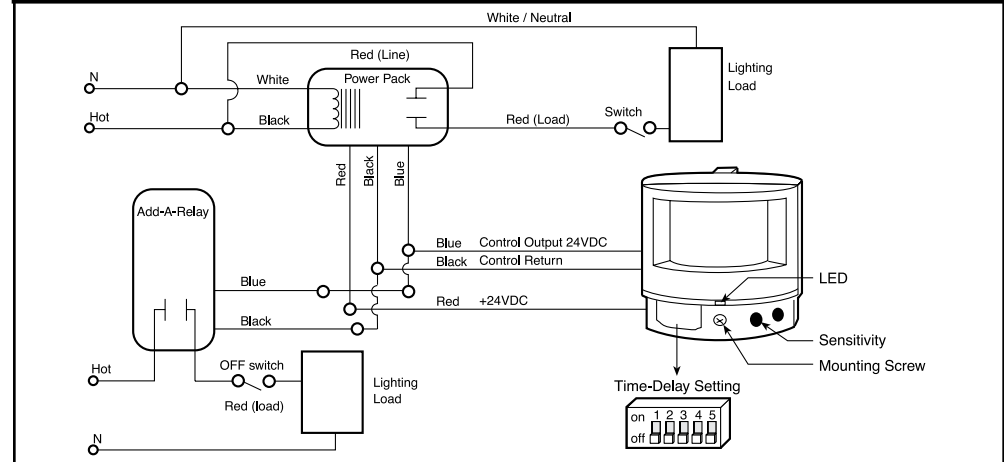 White / Neutral
Red (Line)
Power Pack
N
White
Lighting
Load
Hot
Black
Red (Load)
Switch
Red
Black
Blue
Add-A-Relay
Blue Control Output 24VDC
Black Control Return
Blue
Red +24VDC
Black
LED
Sensitivity
Mounting Screw
Hot
OFF switch
Red (load)
Lighting
Load
N
Time-Delay Setting
on 1 2 3 4 5
off